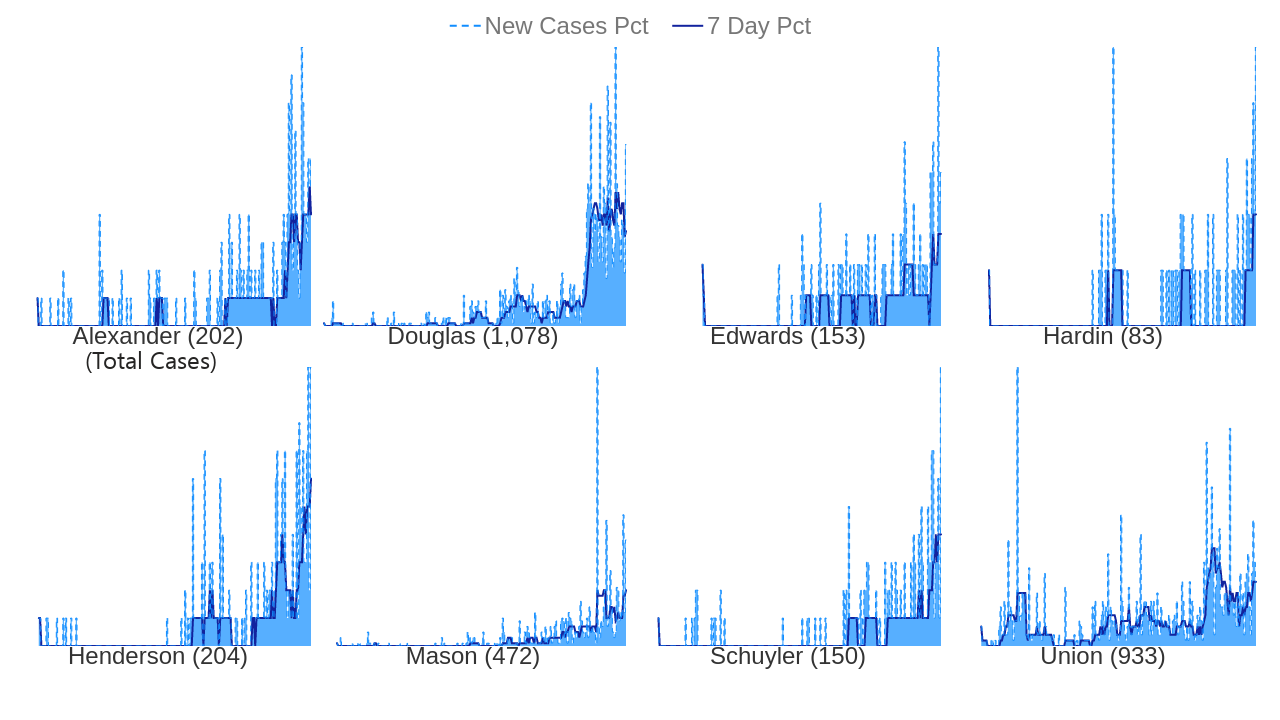 New Cases Pct 7 Day Pct
Alexander (202) Douglas (1,078) Edwards (153) Hardin (83)
(Total Cases)
Henderson (204) Mason (472) Schuyler (150) Union (933)